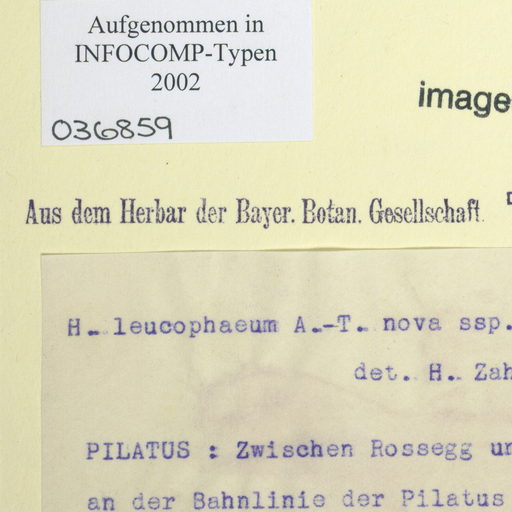 Aufgenommen in
INFOCOMP-Typen
2002
036859
image
Aus dem Herbar der Bayer. Botan. Gesellschaft.
H. leucophaeum A.-T. nova ssp.
det. H. Zah
PILATUS : Zwischen Rossegg un
an der Bahnlinie der Pilatus